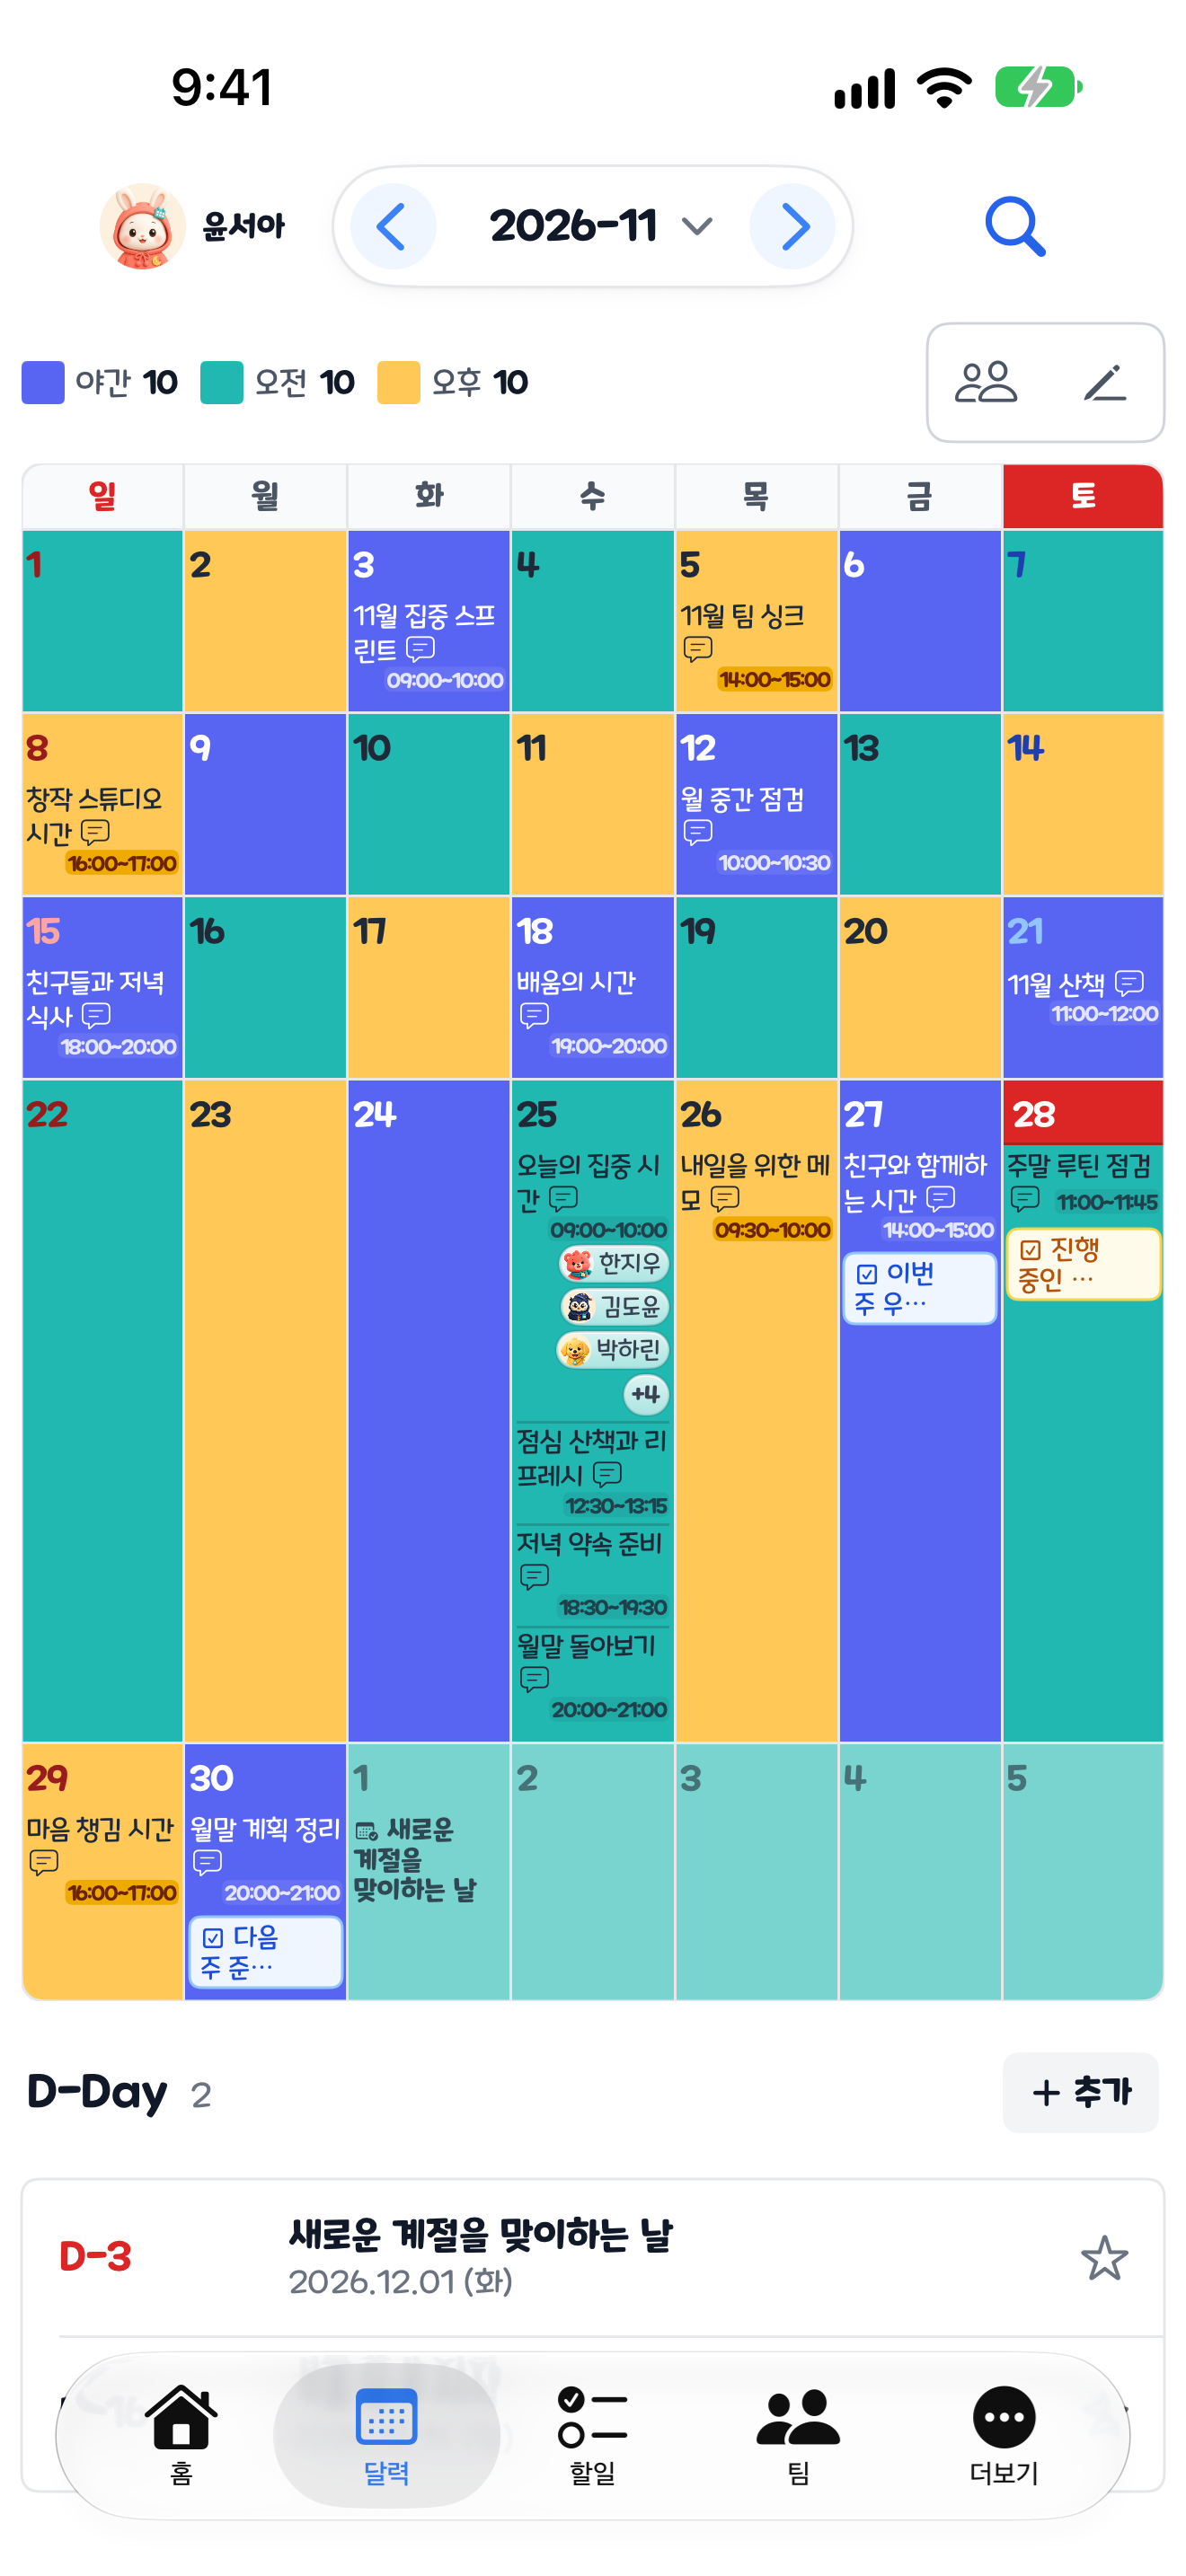 9:41
윤서아
2026-11
야간 10 오전 10 오후 10
일 월 화 수 목 금 토
1 2 3 4 5 6 7
11월 집중 스프
린트
09:00~10:00
11월 팀 싱크
14:00~15:00
8 9 10 11 12 13 14
창작 스튜디오
시간
16:00~17:00
월 중간 점검
10:00~10:30
15 16 17 18 19 20 21
친구들과 저녁
식사
18:00~20:00
배움의 시간
19:00~20:00
11월 산책
11:00~12:00
22 23 24 25 26 27 28
오늘의 집중 시
간
09:00~10:00
한지우
김도윤
박하린
+4
점심 산책과 리
프레시
12:30~13:15
저녁 약속 준비
18:30~19:30
월말 돌아보기
20:00~21:00
내일을 위한 메
모
09:30~10:00
친구와 함께하
는 시간
14:00~15:00
이번
주 우…
주말 루틴 점검
11:00~11:45
진행
중인 …
29 30 1 2 3 4 5
마음 챙김 시간
16:00~17:00
월말 계획 정리
20:00~21:00
다음
주 준…
새로운
계절을
맞이하는 날
D-Day 2
+ 추가
D-3
새로운 계절을 맞이하는 날
2026.12.01 (화)
홈 달력 할일 팀 더보기